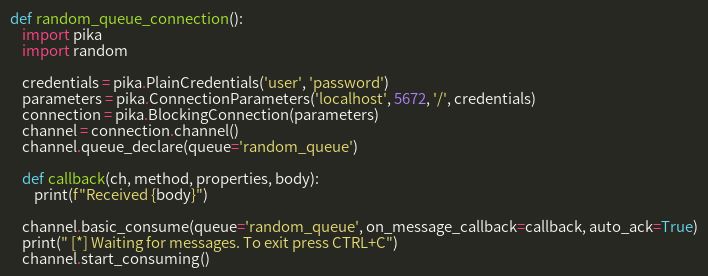 def random_queue_connection():
    import pika
    import random

    credentials = pika.PlainCredentials('user', 'password')
    parameters = pika.ConnectionParameters('localhost', 5672, '/', credentials)
    connection = pika.BlockingConnection(parameters)
    channel = connection.channel()
    channel.queue_declare(queue='random_queue')

    def callback(ch, method, properties, body):
        print(f"Received {body}")

    channel.basic_consume(queue='random_queue', on_message_callback=callback, auto_ack=True)
    print(" [*] Waiting for messages. To exit press CTRL+C")
    channel.start_consuming()